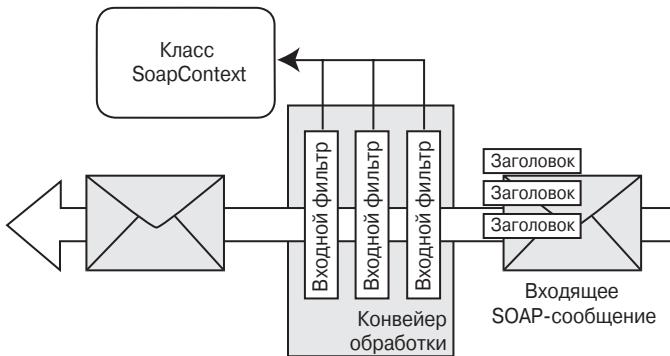 Класс
SoapContext
Входной фильтр
Входной фильтр
Входной фильтр
Заголовок
Заголовок
Заголовок
Конвейер
обработки
Входящее
SOAP-сообщение